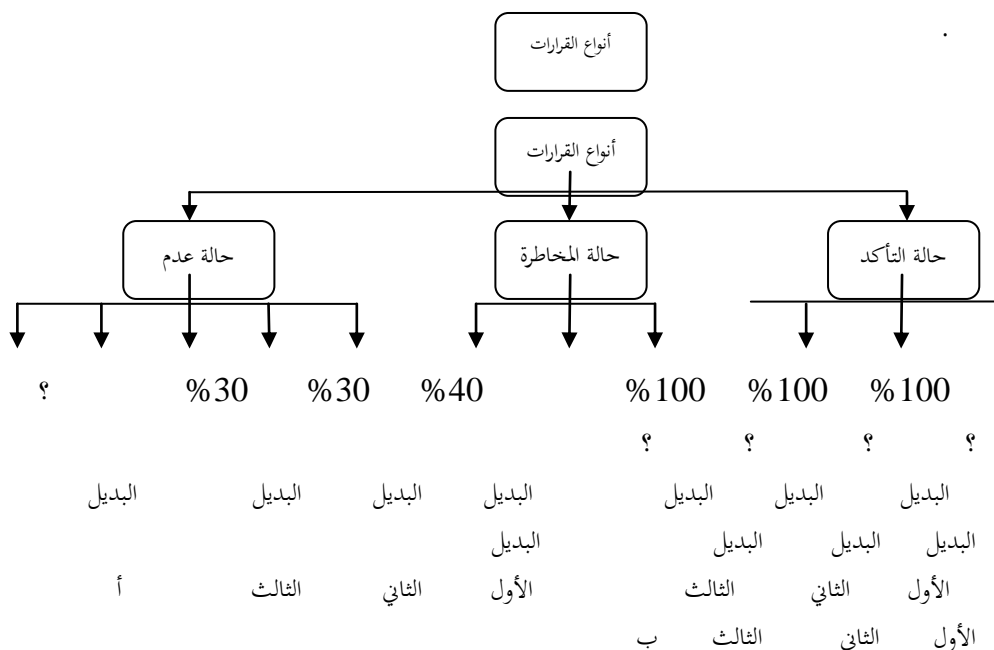 .
أنواع القرارات
أنواع القرارات
حالة التأكد حالة المخاطرة حالة عدم
%100 %100 %100 %40 %30 %30 ؟
؟ ؟ ؟ ؟
البديل البديل البديل البديل البديل البديل البديل
البديل البديل البديل البديل
الأول الثاني الثالث الأول الثاني الثالث أ
الأول الثاني الثالث ب